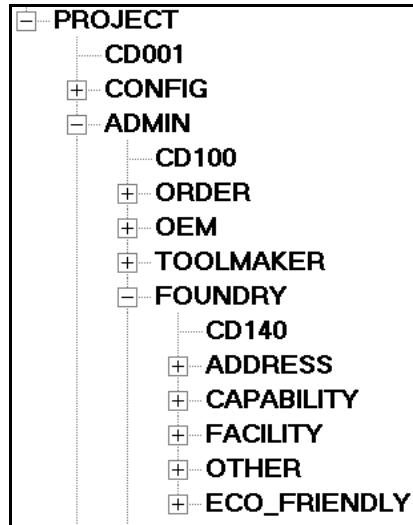 PROJECT
CD001
CONFIG
ADMIN
CD100
ORDER
OEM
TOOLMAKER
FOUNDRY
CD140
ADDRESS
CAPABILITY
FACILITY
OTHER
ECO_FRIENDLY